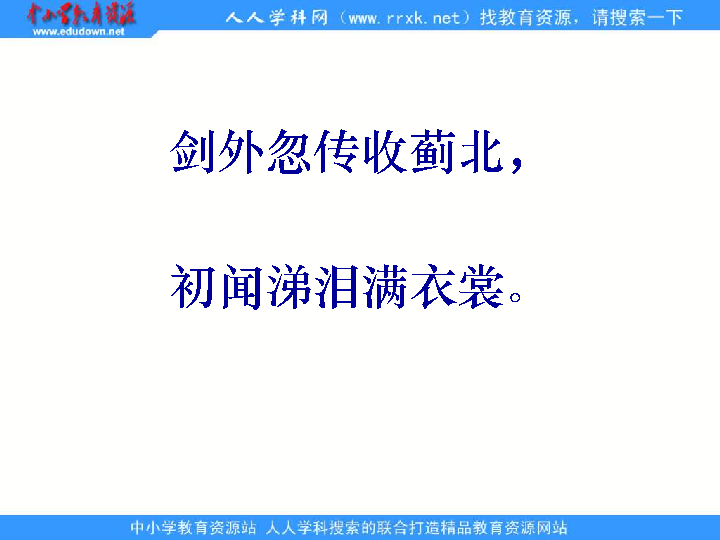 中小学教育资源
www.edudown.net
人人学科网（www.rrxk.net）找教育资源，请搜索一下
剑外忽传收蓟北，
初闻涕泪满衣裳。
中小学教育资源站 人人学科搜索的联合打造精品教育资源网站